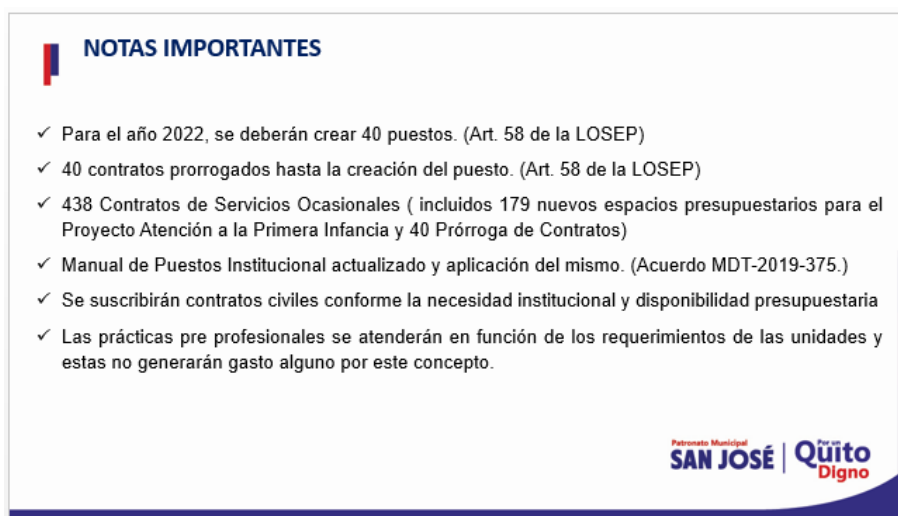 NOTAS IMPORTANTES
✓ Para el año 2022, se deberán crear 40 puestos. (Art. 58 de la LOSEP)
✓ 40 contratos prorrogados hasta la creación del puesto. (Art. 58 de la LOSEP)
✓ 438 Contratos de Servicios Ocasionales ( incluidos 179 nuevos espacios presupuestarios para el
Proyecto Atención a la Primera Infancia y 40 Prórroga de Contratos)
✓ Manual de Puestos Institucional actualizado y aplicación del mismo. (Acuerdo MDT-2019-375.)
✓ Se suscribirán contratos civiles conforme la necesidad institucional y disponibilidad presupuestaria
✓ Las prácticas pre profesionales se atenderán en función de los requerimientos de las unidades y
estas no generarán gasto alguno por este concepto.
Patronato Municipal
SAN JOSÉ
Por un
Quito
Digno